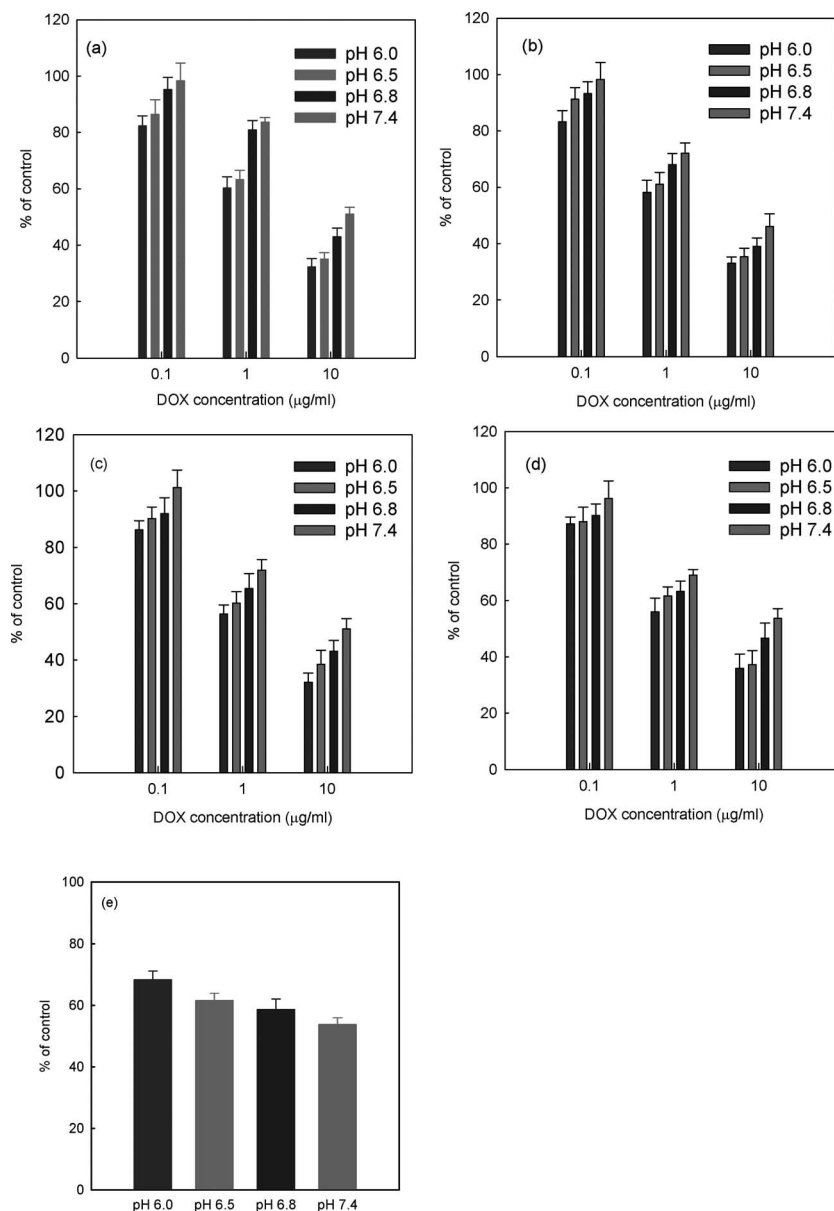 (a)
pH 6.0
pH 6.5
pH 6.8
pH 7.4
120
100
80
60
40
20
0
% of control
0.1 1 10
DOX concentration (μg/ml)
(b)
pH 6.0
pH 6.5
pH 6.8
pH 7.4
120
100
80
60
40
20
0
% of control
0.1 1 10
DOX concentration (μg/ml)
(c)
pH 6.0
pH 6.5
pH 6.8
pH 7.4
120
100
80
60
40
20
0
% of control
0.1 1 10
DOX concentration (μg/ml)
(d)
pH 6.0
pH 6.5
pH 6.8
pH 7.4
120
100
80
60
40
20
0
% of control
0.1 1 10
DOX concentration (μg/ml)
(e)
100
80
60
40
20
0
% of control
pH 6.0 pH 6.5 pH 6.8 pH 7.4